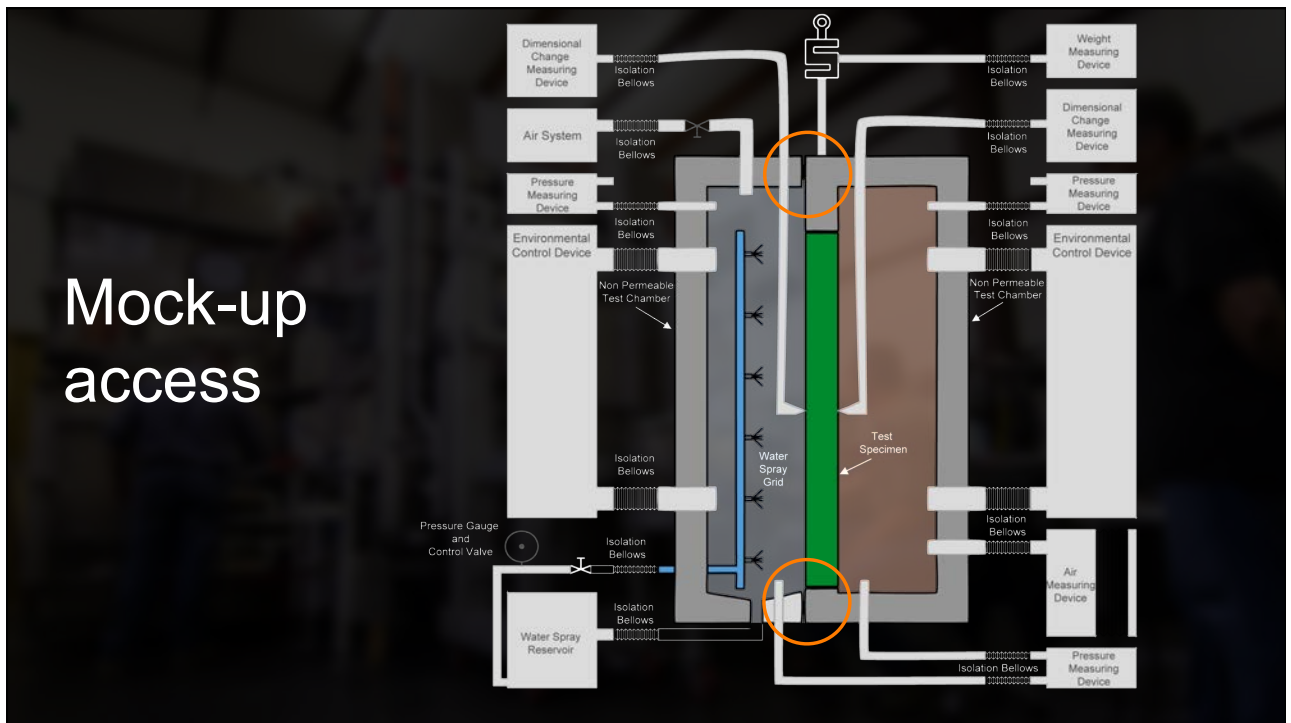 Mock-up
access
Dimensional
Change
Measuring
Device
Isolation
Bellows
Air System
Isolation
Bellows
Pressure
Measuring
Device
Isolation
Bellows
Environmental
Control Device
Isolation
Bellows
Non Permeable
Test Chamber
Water
Spray
Grid
Test
Specimen
Isolation
Bellows
Pressure Gauge
and
Control Valve
Isolation
Bellows
Isolation
Bellows
Water Spray
Reservoir
Weight
Measuring
Device
Isolation
Bellows
Dimensional
Change
Measuring
Device
Isolation
Bellows
Pressure
Measuring
Device
Isolation
Bellows
Environmental
Control Device
Isolation
Bellows
Non Permeable
Test Chamber
Isolation
Bellows
Air
Measuring
Device
Isolation Bellows
Pressure
Measuring
Device